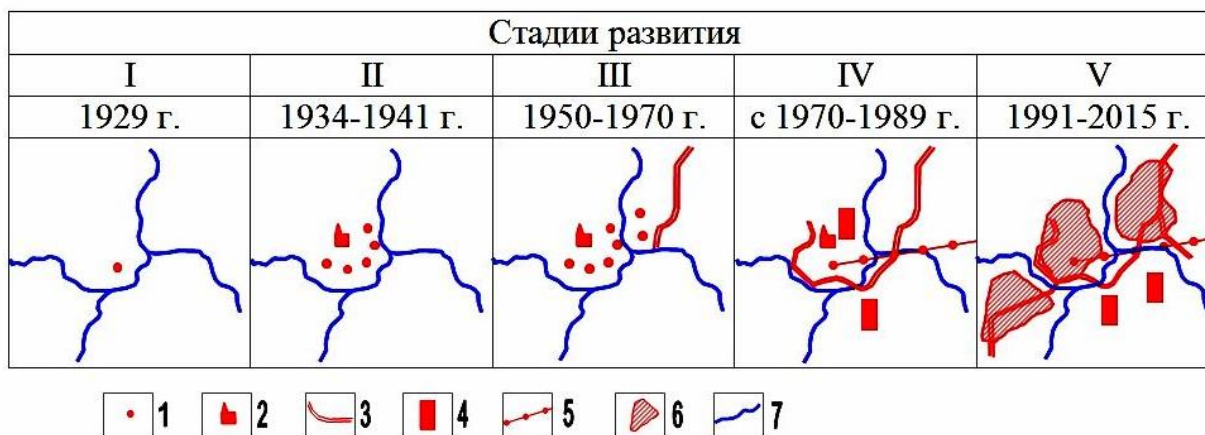 Стадии развития
I II III IV V
1929 г. 1934-1941 г. 1950-1970 г. с 1970-1989 г. 1991-2015 г.
1 2 3 4 5 6 7